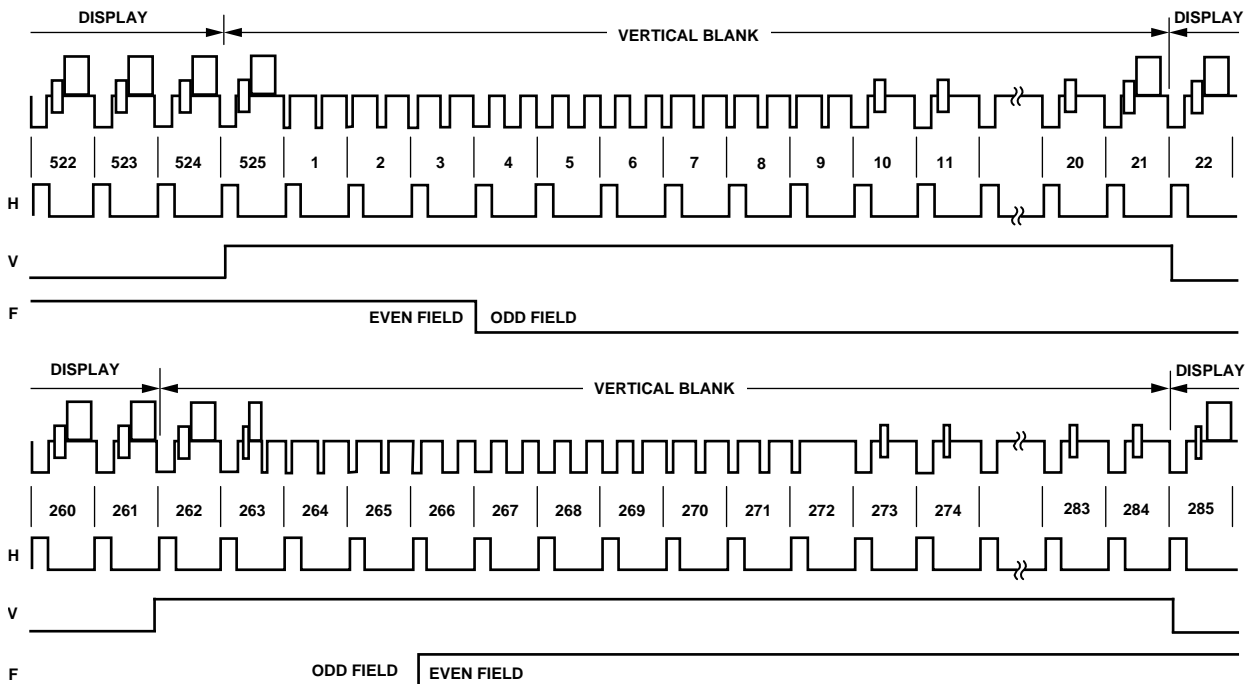 DISPLAY VERTICAL BLANK DISPLAY
522 523 524 525 1 2 3 4 5 6 7 8 9 10 11 20 21 22
H
V
F
EVEN FIELD ODD FIELD
DISPLAY VERTICAL BLANK DISPLAY
260 261 262 263 264 265 266 267 268 269 270 271 272 273 274 283 284 285
H
V
F ODD FIELD EVEN FIELD